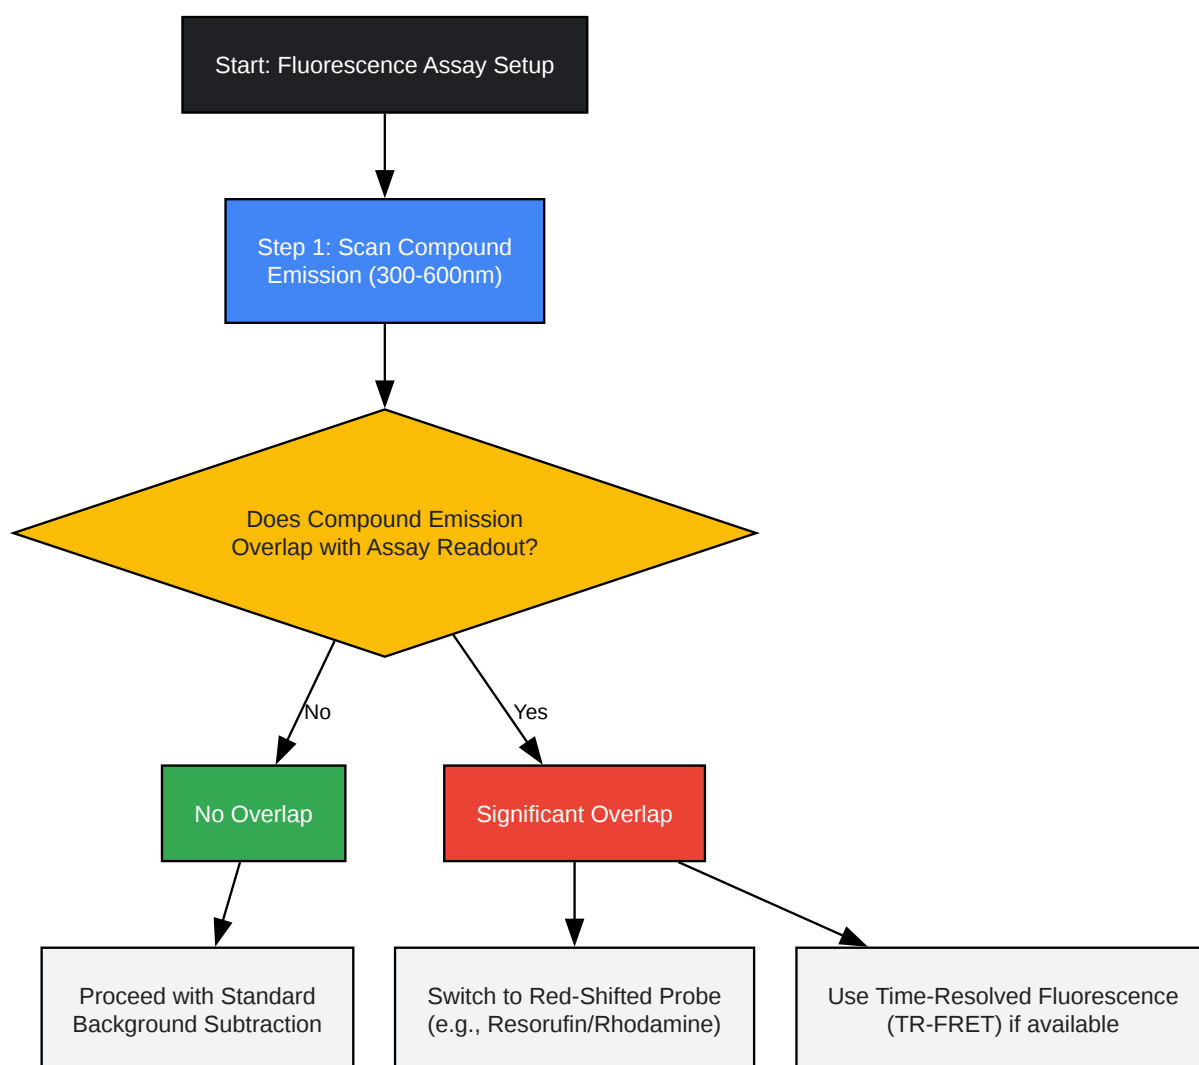 Start: Fluorescence Assay Setup
Step 1: Scan Compound
Emission (300-600nm)
Does Compound Emission
Overlap with Assay Readout?
No
Yes
No Overlap
Significant Overlap
Proceed with Standard
Background Subtraction
Switch to Red-Shifted Probe
(e.g., Resorufin/Rhodamine)
Use Time-Resolved Fluorescence
(TR-FRET) if available